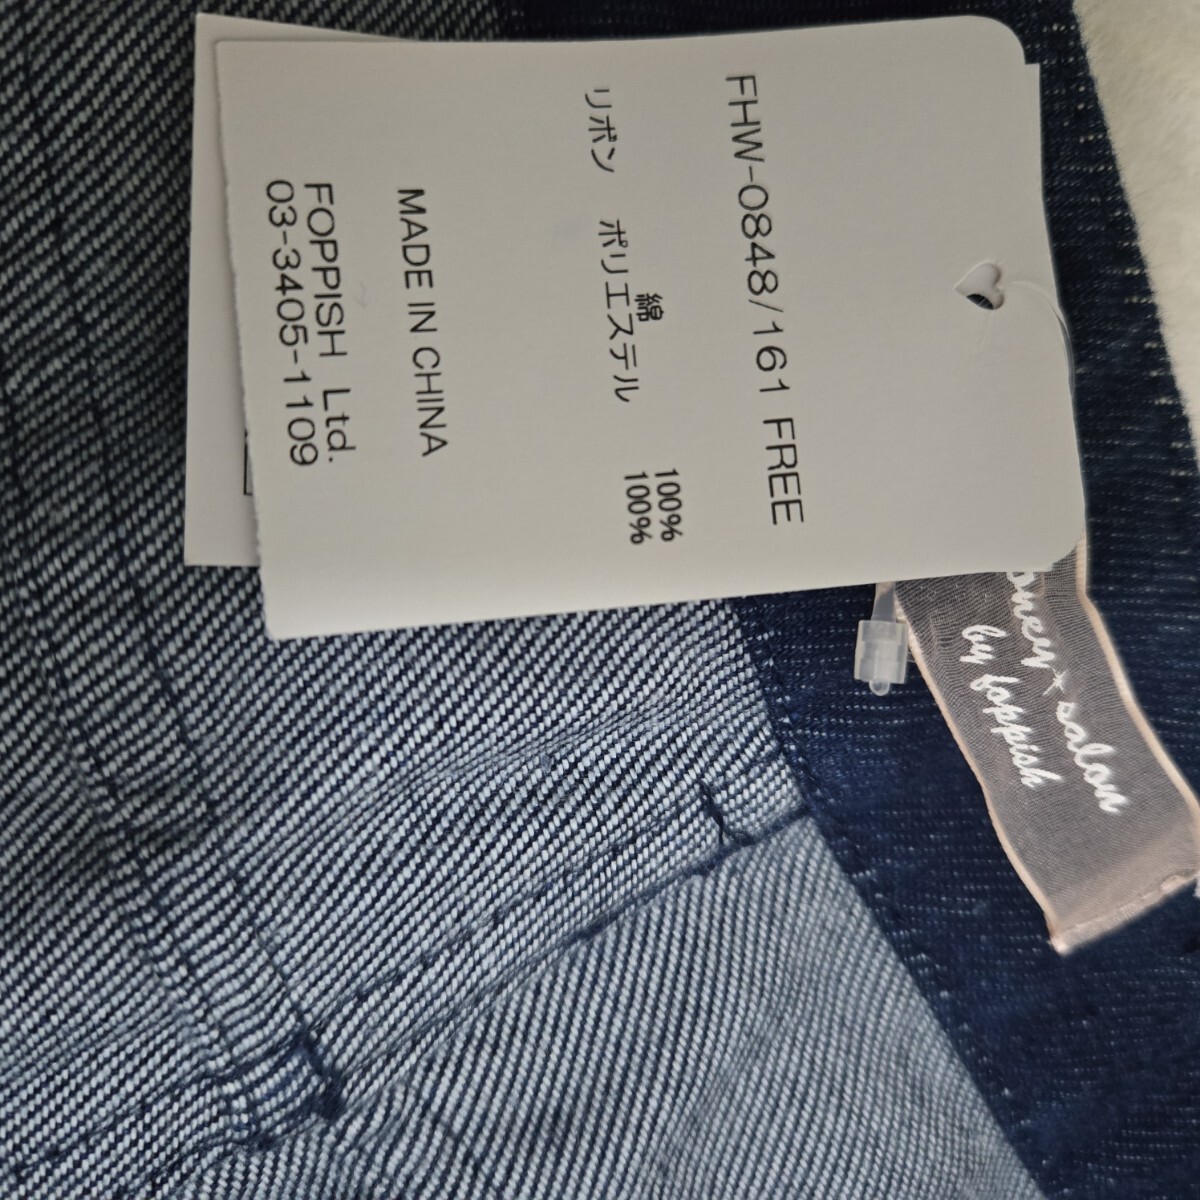 FHW-0848/161 FREE
綿 100%
リボン ポリエステル 100%
MADE IN CHINA
FOPPISH Ltd.
03-3405-1109
salon
by foppish